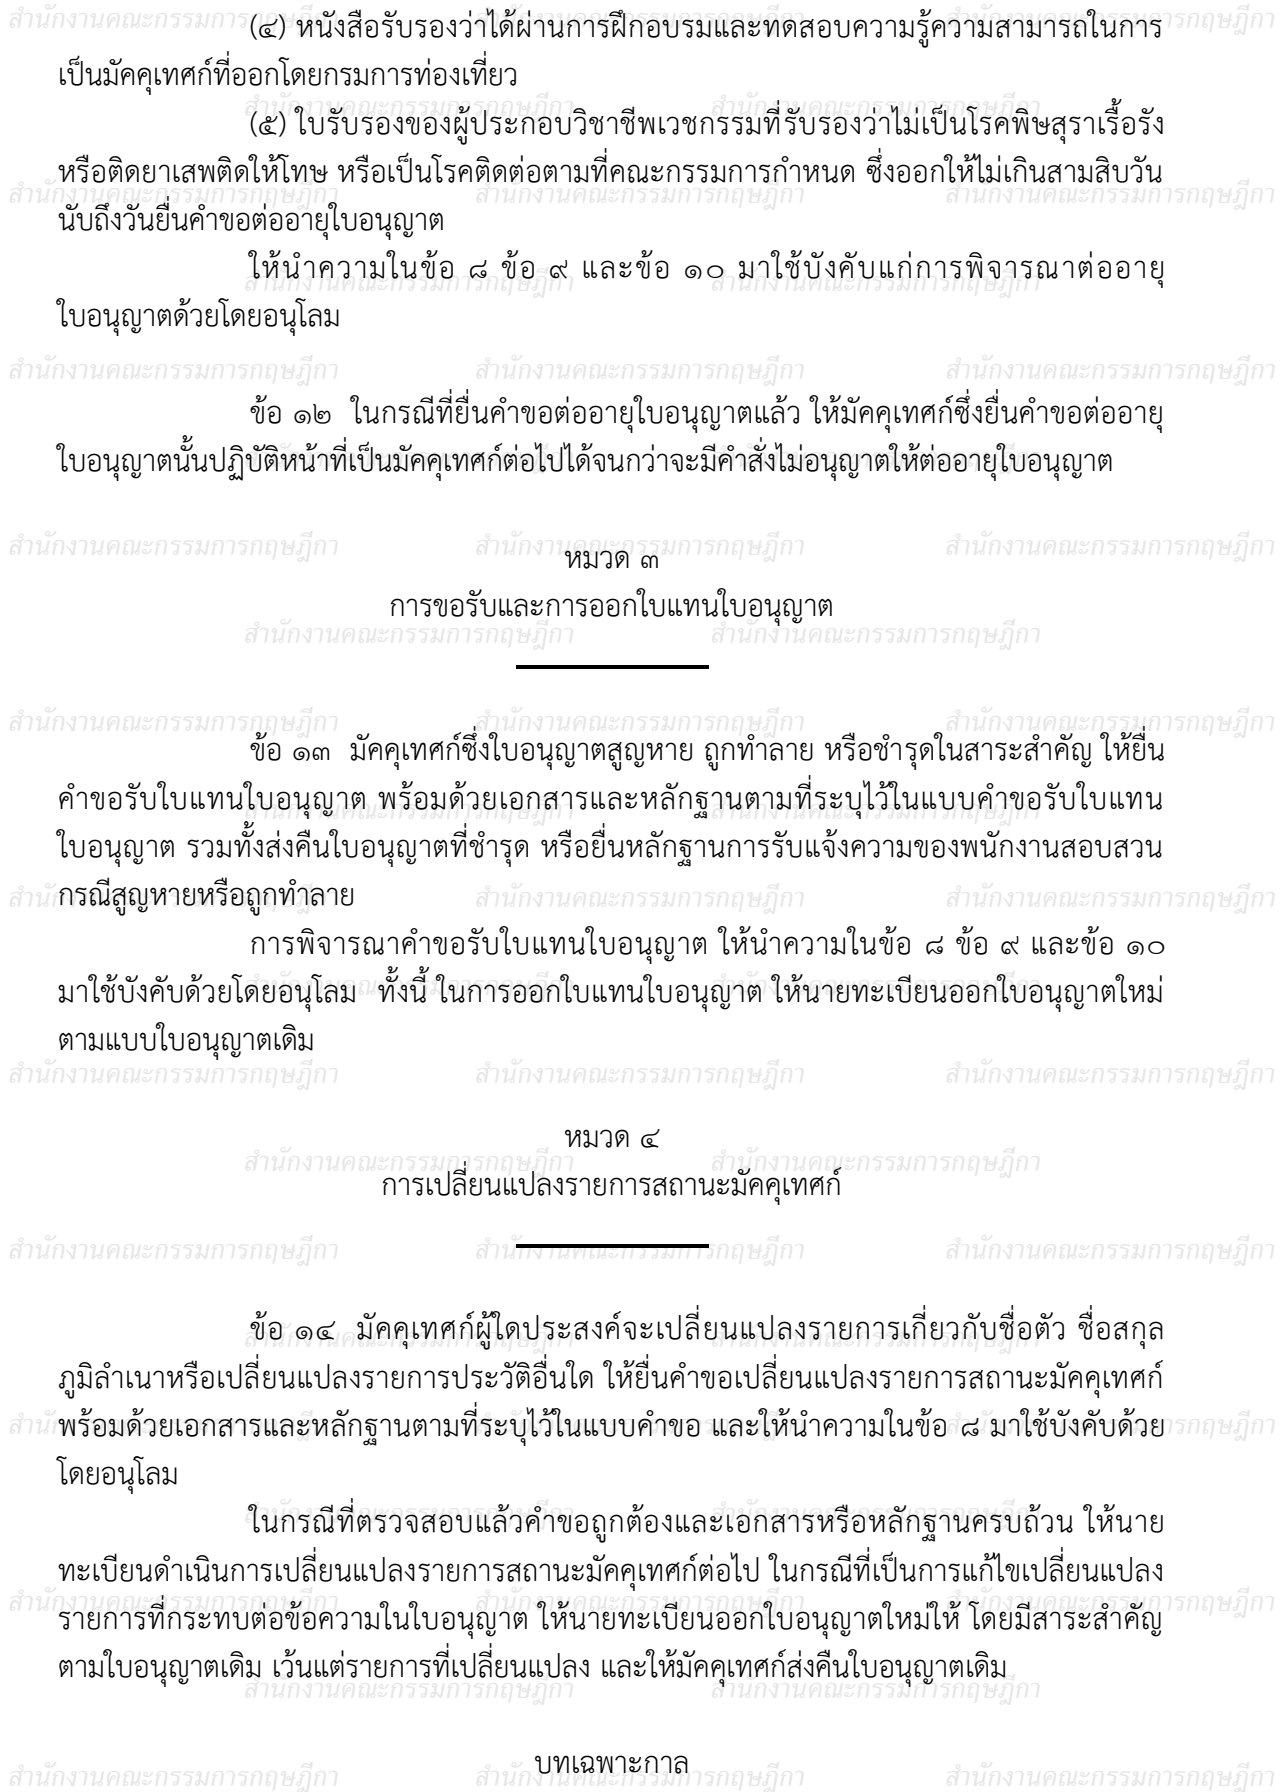 (๔) หนังสือรับรองว่าได้ผ่านการฝึกอบรมและทดสอบความรู้ความสามารถในการ
เป็นมัคคุเทศก์ที่ออกโดยกรมการท่องเที่ยว
(๕) ใบรับรองของผู้ประกอบวิชาชีพเวชกรรมที่รับรองว่าไม่เป็นโรคพิษสุราเรื้อรัง
หรือติดยาเสพติดให้โทษ หรือเป็นโรคติดต่อตามที่คณะกรรมการกำหนด ซึ่งออกให้ไม่เกินสามสิบวัน
นับถึงวันยื่นคำขอต่ออายุใบอนุญาต
ให้นำความในข้อ ๘ ข้อ ๙ และข้อ ๑๐ มาใช้บังคับแก่การพิจารณาต่ออายุ
ใบอนุญาตด้วยโดยอนุโลม
ข้อ ๑๒ ในกรณีที่ยื่นคำขอต่ออายุใบอนุญาตแล้ว ให้มัคคุเทศก์ซึ่งยื่นคำขอต่ออายุ
ใบอนุญาตนั้นปฏิบัติหน้าที่เป็นมัคคุเทศก์ต่อไปได้จนกว่าจะมีคำสั่งไม่อนุญาตให้ต่ออายุใบอนุญาต
หมวด ๓
การขอรับและการออกใบแทนใบอนุญาต
ข้อ ๑๓ มัคคุเทศก์ซึ่งใบอนุญาตสูญหาย ถูกทำลาย หรือชำรุดในสาระสำคัญ ให้ยื่น
คำขอรับใบแทนใบอนุญาต พร้อมด้วยเอกสารและหลักฐานตามที่ระบุไว้ในแบบคำขอรับใบแทน
ใบอนุญาต รวมทั้งส่งคืนใบอนุญาตที่ชำรุด หรือยื่นหลักฐานการรับแจ้งความของพนักงานสอบสวน
กรณีสูญหายหรือถูกทำลาย
การพิจารณาคำขอรับใบแทนใบอนุญาต ให้นำความในข้อ ๘ ข้อ ๙ และข้อ ๑๐
มาใช้บังคับด้วยโดยอนุโลม ทั้งนี้ ในการออกใบแทนใบอนุญาต ให้นายทะเบียนออกใบอนุญาตใหม่
ตามแบบใบอนุญาตเดิม
หมวด ๔
การเปลี่ยนแปลงรายการสถานะมัคคุเทศก์
ข้อ ๑๔ มัคคุเทศก์ผู้ใดประสงค์จะเปลี่ยนแปลงรายการเกี่ยวกับชื่อตัว ชื่อสกุล
ภูมิลำเนาหรือเปลี่ยนแปลงรายการประวัติอื่นใด ให้ยื่นคำขอเปลี่ยนแปลงรายการสถานะมัคคุเทศก์
พร้อมด้วยเอกสารและหลักฐานตามที่ระบุไว้ในแบบคำขอ และให้นำความในข้อ ๘ มาใช้บังคับด้วย
โดยอนุโลม
ในกรณีที่ตรวจสอบแล้วคำขอถูกต้องและเอกสารหรือหลักฐานครบถ้วน ให้นาย
ทะเบียนดำเนินการเปลี่ยนแปลงรายการสถานะมัคคุเทศก์ต่อไป ในกรณีที่เป็นการแก้ไขเปลี่ยนแปลง
รายการที่กระทบต่อข้อความในใบอนุญาต ให้นายทะเบียนออกใบอนุญาตใหม่ให้ โดยมีสาระสำคัญ
ตามใบอนุญาตเดิม เว้นแต่รายการที่เปลี่ยนแปลง และให้มัคคุเทศก์ส่งคืนใบอนุญาตเดิม
บทเฉพาะกาล